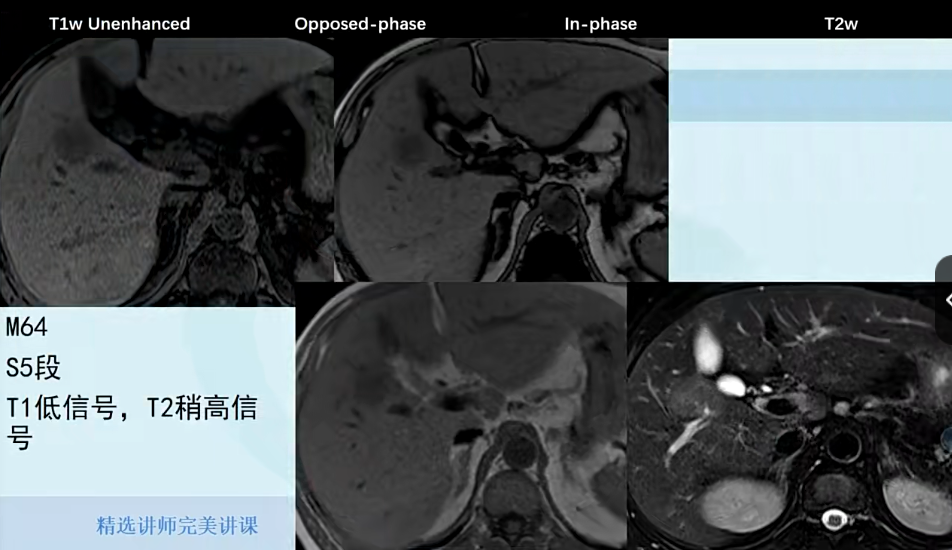 T1w Unenhanced
Opposed-phase
In-phase
T2w
M64
S5段
T1低信号，T2稍高信
号
精选讲师完美讲课